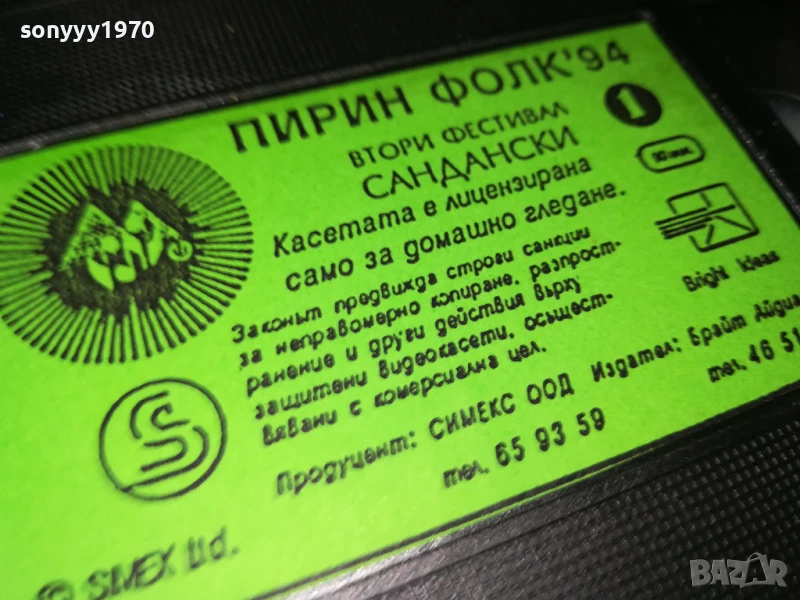 sonyyy1970
ПИРИН ФОЛК'94
ВТОРИ ФЕСТИВАЛ
САНДАНСКИ
1
Касетата е лицензирана
само за домашно гледане.
Bright Ideas
Законът предвижда строги санкции
за неправомерно копиране, разпрост-
ранение и други действия върху
защитени видеокасети, осъщест-
вявани с комерсиална цел.
Продуцент: СИМЕКС ООД Издател: Брайт Айдиа
тел. 65 93 59 тел. 46 51
© SIMEX Ltd.
BAZAR